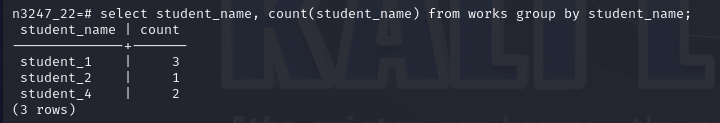 n3247_22=# select student_name, count(student_name) from works group by student_name;
 student_name | count
--------------+-------
 student_1    |     3
 student_2    |     1
 student_4    |     2
(3 rows)
KALI L